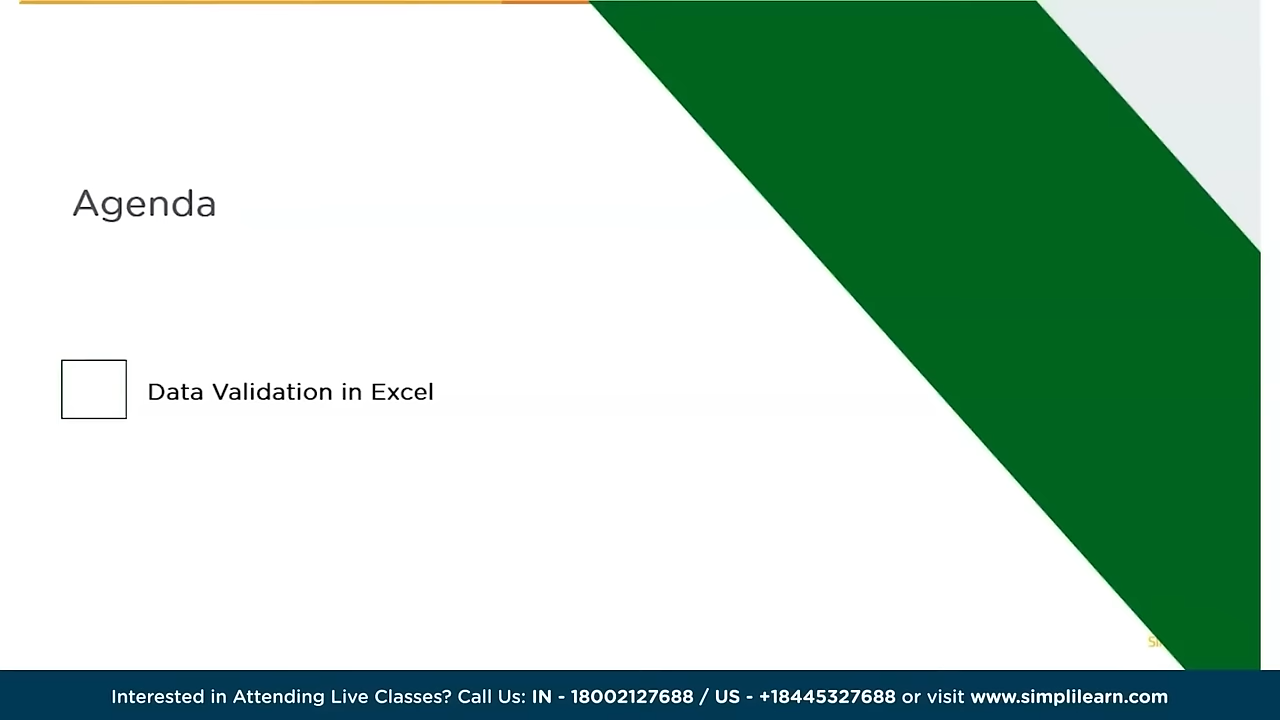 Agenda
Data Validation in Excel
Interested in Attending Live Classes? Call Us: IN - 18002127688 / US - +18445327688 or visit www.simplilearn.com